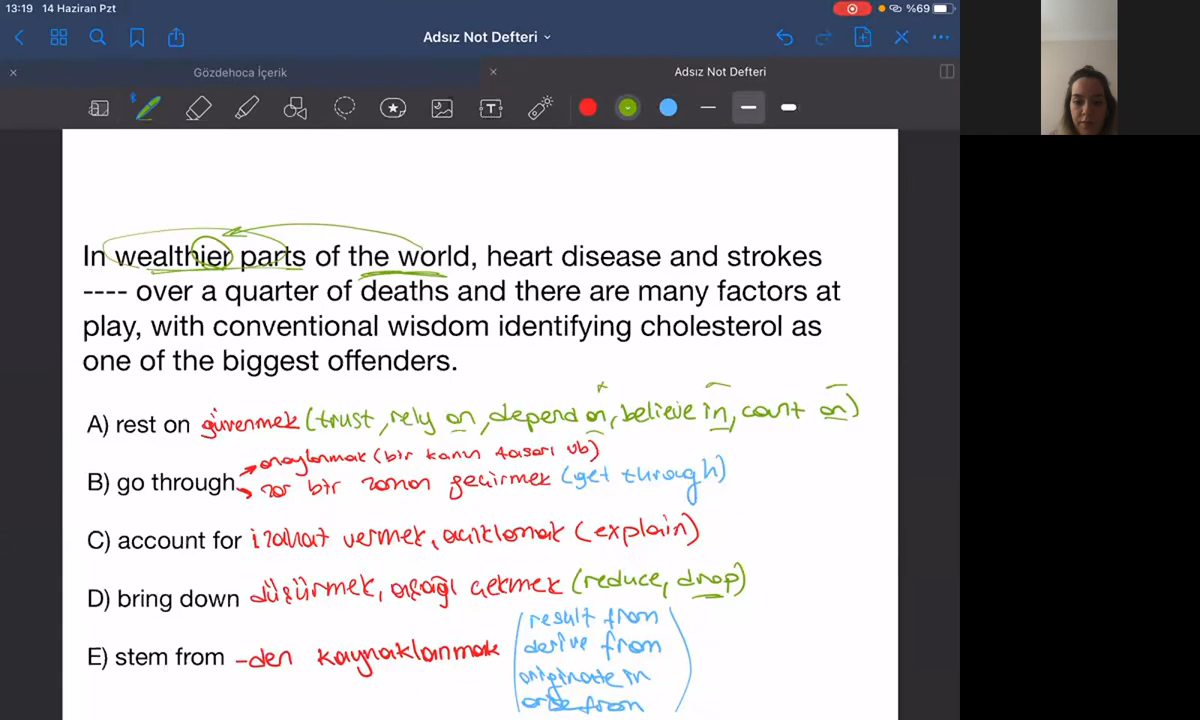 13:19 14 Haziran Pzt %69
Adsız Not Defteri
Gözdehoca İçerik
Adsız Not Defteri
In wealthier parts of the world, heart disease and strokes
---- over a quarter of deaths and there are many factors at
play, with conventional wisdom identifying cholesterol as
one of the biggest offenders.
A) rest on güvenmek (trust, rely on, depend on, believe in, count on)
onaylanmak (bir kanun tasarı vb)
B) go through zor bir zaman geçirmek (get through)
C) account for izahat vermek, açıklamak (explain)
D) bring down düşürmek, aşağı çekmek (reduce, drop)
E) stem from -den kaynaklanmak
(result from
derive from
originate in
arise from)